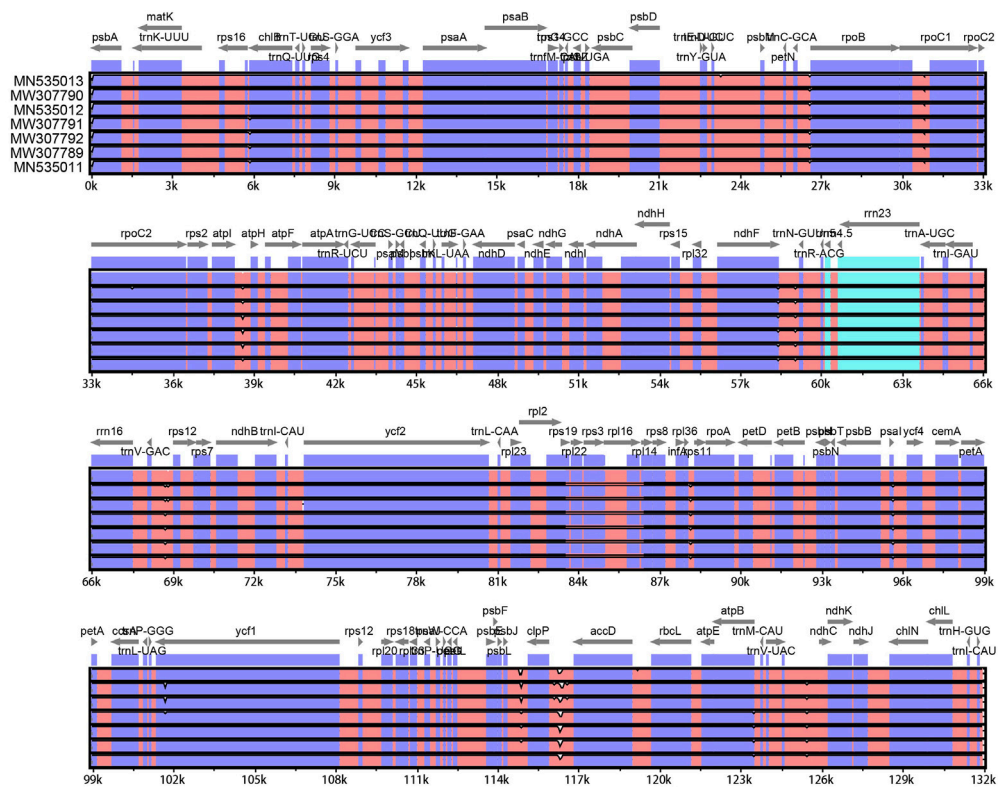 matK psaB psbD
psbA trnK-UUU rps16 ycf3 psaA psbC rpoB rpoC1 rpoC2
rps4 trnY-GUA petN
MN535013
MW307790
MN535012
MW307791
MW307792
MW307789
MN535011
0k 3k 6k 9k 12k 15k 18k 21k 24k 27k 30k 33k
ndhH rrn23
rpoC2 rps2 atpI atpH atpF atpA psaC ndhG ndhA rps15 ndhF trnA-UGC
trnR-UCU ndhD ndhE ndhI rpl32 trnR-ACG trnI-GAU
33k 36k 39k 42k 45k 48k 51k 54k 57k 60k 63k 66k
rpl2
rrn16 rps12 ndhB trnI-CAU ycf2 trnL-CAA rps19 rps3 rpl16 rps8 rpl36 rpoA petD petB psbB psaI ycf4 cemA
trnV-GAC rps7 rpl23 rpl22 rpl14 infA rps11 psbN petA
66k 69k 72k 75k 78k 81k 84k 87k 90k 93k 96k 99k
psbF atpB ndhK chlL
petA ycf1 rps12 rps18 psbJ clpP accD rbcL atpE trnM-CAU ndhC ndhJ chlN trnH-GUG
trnL-UAG rpl20 psbL trnV-UAC trnI-CAU
99k 102k 105k 108k 111k 114k 117k 120k 123k 126k 129k 132k